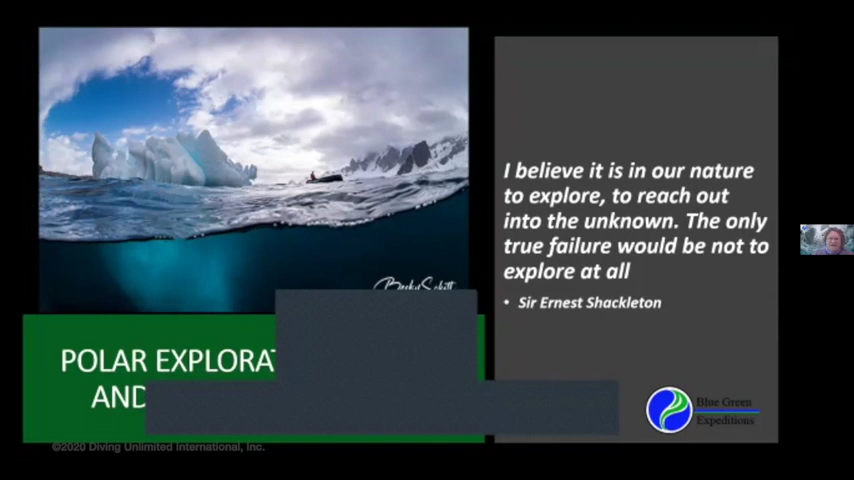 I believe it is in our nature
to explore, to reach out
into the unknown. The only
true failure would be not to
explore at all
• Sir Ernest Shackleton
POLAR
AND
Blue Green
Expeditions
©2020 Diving Unlimited International, Inc.